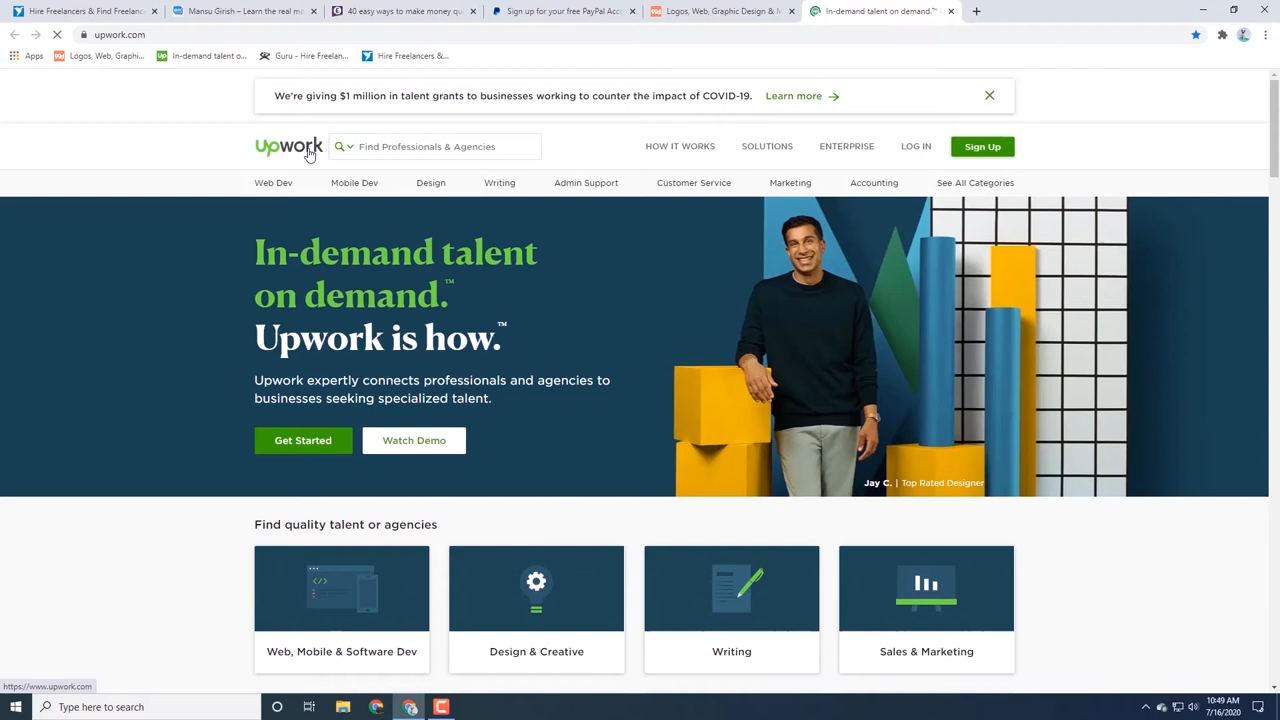 Hire Freelancers & Find Freelanc
Mansu Girish – Learn the real mo
40 easy ways to make money qu
Sign up for your free PayPal Acco
Logos, Web, Graphic Design & M
In-demand talent on demand.™
upwork.com
Apps
Logos, Web, Graphi...
In-demand talent o...
Guru - Hire Freelan...
Hire Freelancers &...
We're giving $1 million in talent grants to businesses working to counter the impact of COVID-19. Learn more
Upwork
Find Professionals & Agencies
HOW IT WORKS
SOLUTIONS
ENTERPRISE
LOG IN
Sign Up
Web Dev
Mobile Dev
Design
Writing
Admin Support
Customer Service
Marketing
Accounting
See All Categories
In-demand talent
on demand.™
Upwork is how.™
Upwork expertly connects professionals and agencies to
businesses seeking specialized talent.
Get Started
Watch Demo
Jay C. | Top Rated Designer
Find quality talent or agencies
Web, Mobile & Software Dev
Design & Creative
Writing
Sales & Marketing
https://www.upwork.com
Type here to search
10:49 AM
7/16/2020